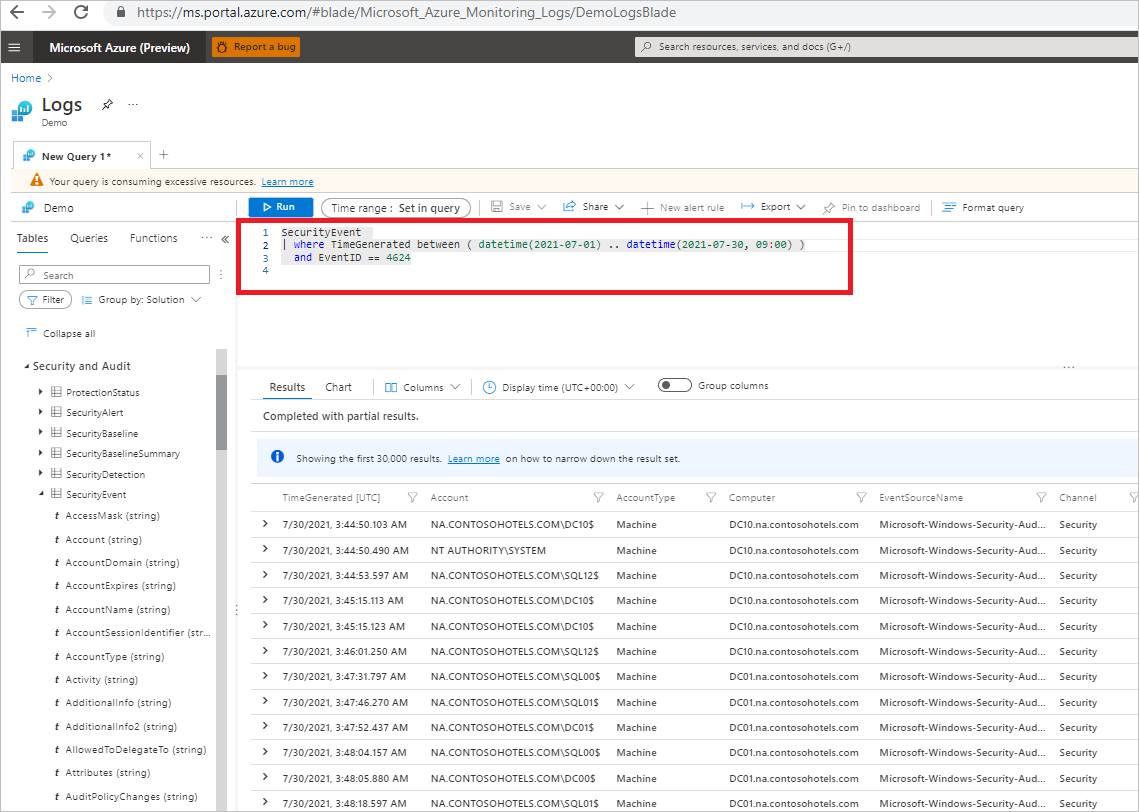 https://ms.portal.azure.com/#blade/Microsoft_Azure_Monitoring_Logs/DemoLogsBlade
Microsoft Azure (Preview) Report a bug Search resources, services, and docs (G+/)
Home
Logs ...
Demo
New Query 1* × +
Your query is consuming excessive resources. Learn more
Demo Run Time range : Set in query Save Share New alert rule Export Pin to dashboard Format query
Tables Queries Functions ... «
1 SecurityEvent
2 | where TimeGenerated between ( datetime(2021-07-01) .. datetime(2021-07-30, 09:00) )
3 and EventID == 4624
4
Search
Filter Group by: Solution
Collapse all
Security and Audit
ProtectionStatus
SecurityAlert
SecurityBaseline
SecurityBaselineSummary
SecurityDetection
SecurityEvent
t AccessMask (string)
t Account (string)
t AccountDomain (string)
t AccountExpires (string)
t AccountName (string)
t AccountSessionIdentifier (str...
t AccountType (string)
t Activity (string)
t AdditionalInfo (string)
t AdditionalInfo2 (string)
t AllowedToDelegateTo (string)
t Attributes (string)
t AuditPolicyChanges (string)
...
Results Chart Columns Display time (UTC+00:00) Group columns
Completed with partial results.
Showing the first 30,000 results. Learn more on how to narrow down the result set.
TimeGenerated [UTC] Account AccountType Computer EventSourceName Channel
7/30/2021, 3:44:50.103 AM NA.CONTOSOHOTELS.COM\DC10$ Machine DC10.na.contosohotels.com Microsoft-Windows-Security-Aud... Security
7/30/2021, 3:44:50.490 AM NT AUTHORITY\SYSTEM Machine DC10.na.contosohotels.com Microsoft-Windows-Security-Aud... Security
7/30/2021, 3:44:53.597 AM NA.CONTOSOHOTELS.COM\SQL12$ Machine DC10.na.contosohotels.com Microsoft-Windows-Security-Aud... Security
7/30/2021, 3:45:15.113 AM NA.CONTOSOHOTELS.COM\DC10$ Machine DC10.na.contosohotels.com Microsoft-Windows-Security-Aud... Security
7/30/2021, 3:45:15.123 AM NA.CONTOSOHOTELS.COM\DC10$ Machine DC10.na.contosohotels.com Microsoft-Windows-Security-Aud... Security
7/30/2021, 3:46:01.250 AM NA.CONTOSOHOTELS.COM\SQL12$ Machine DC10.na.contosohotels.com Microsoft-Windows-Security-Aud... Security
7/30/2021, 3:47:31.797 AM NA.CONTOSOHOTELS.COM\SQL00$ Machine DC01.na.contosohotels.com Microsoft-Windows-Security-Aud... Security
7/30/2021, 3:47:46.270 AM NA.CONTOSOHOTELS.COM\SQL01$ Machine DC01.na.contosohotels.com Microsoft-Windows-Security-Aud... Security
7/30/2021, 3:47:52.437 AM NA.CONTOSOHOTELS.COM\DC01$ Machine DC01.na.contosohotels.com Microsoft-Windows-Security-Aud... Security
7/30/2021, 3:48:04.157 AM NA.CONTOSOHOTELS.COM\SQL00$ Machine DC01.na.contosohotels.com Microsoft-Windows-Security-Aud... Security
7/30/2021, 3:48:05.880 AM NA.CONTOSOHOTELS.COM\DC00$ Machine DC01.na.contosohotels.com Microsoft-Windows-Security-Aud... Security
7/30/2021, 3:48:18.597 AM NA.CONTOSOHOTELS.COM\SQL01$ Machine DC01.na.contosohotels.com Microsoft-Windows-Security-Aud... Security